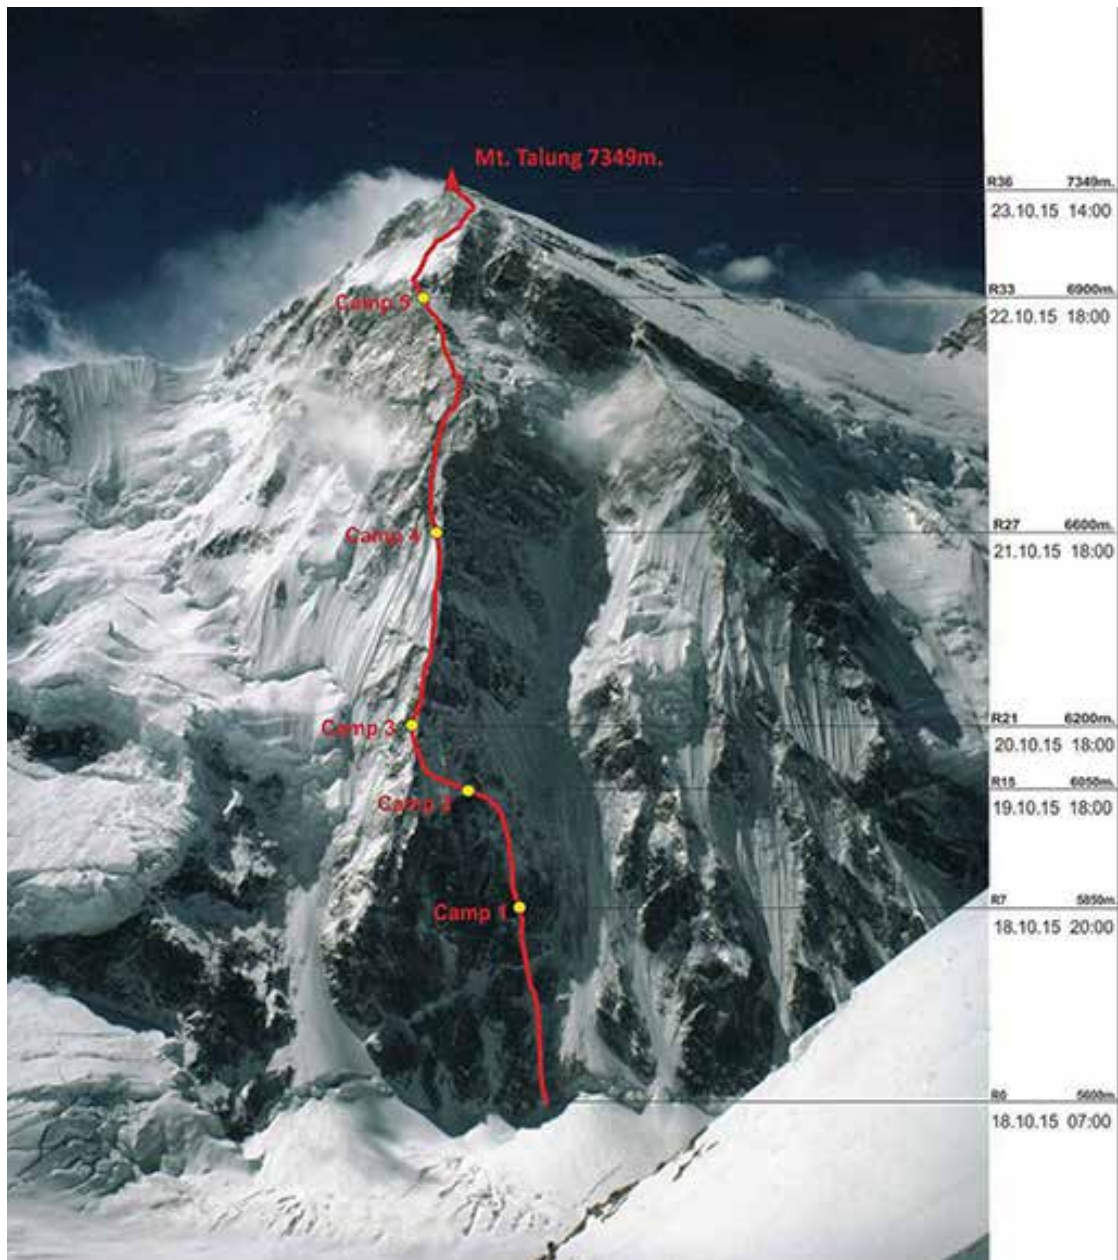 Mt. Talung 7349m.
R36 7349m.
23.10.15 14:00
Camp 5
R33 6900m.
22.10.15 18:00
Camp 4
R27 6600m.
21.10.15 18:00
Camp 3
R21 6200m.
20.10.15 18:00
Camp 2
R15 6050m.
19.10.15 18:00
Camp 1
R7 5850m.
18.10.15 20:00
R0 5600m.
18.10.15 07:00